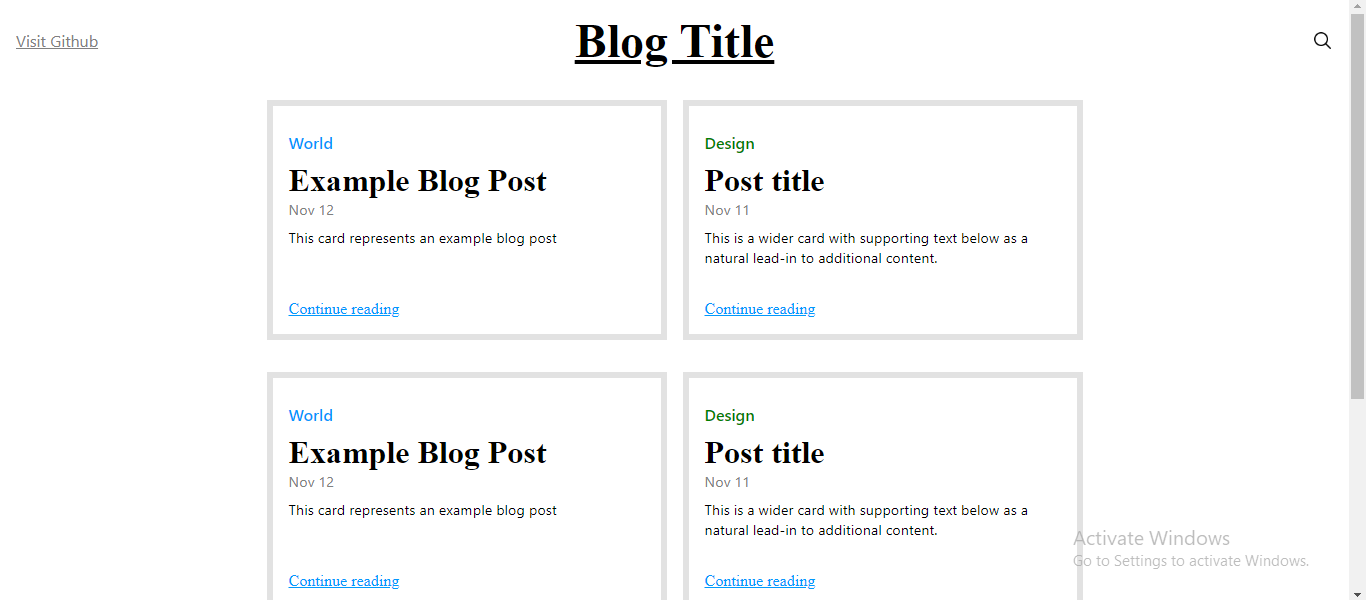 Visit Github
Blog Title
World
Example Blog Post
Nov 12
This card represents an example blog post
Continue reading
Design
Post title
Nov 11
This is a wider card with supporting text below as a
natural lead-in to additional content.
Continue reading
World
Example Blog Post
Nov 12
This card represents an example blog post
Continue reading
Design
Post title
Nov 11
This is a wider card with supporting text below as a
natural lead-in to additional content.
Continue reading
Activate Windows
Go to Settings to activate Windows.